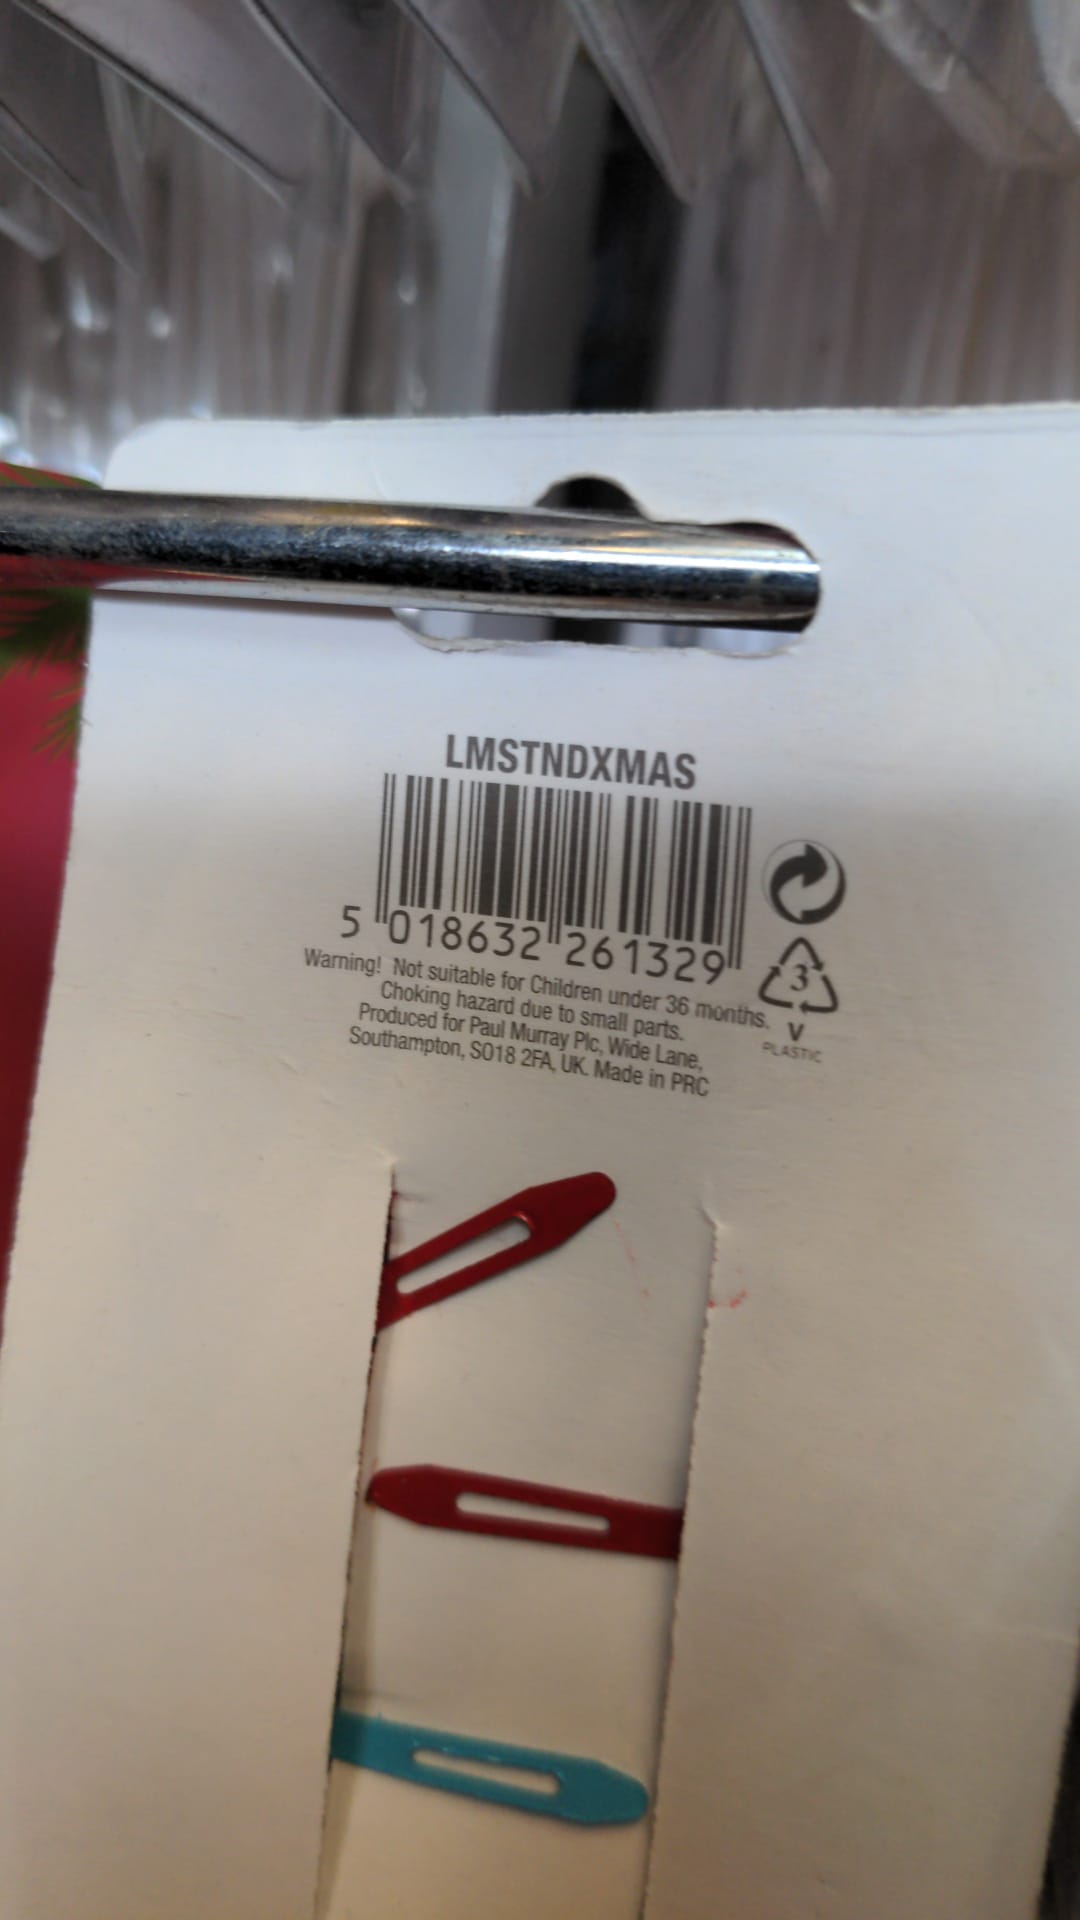 LMSTNDXMAS
5 018632 261329
Warning! Not suitable for Children under 36 months.
Choking hazard due to small parts.
Produced for Paul Murray Plc, Wide Lane,
Southampton, SO18 2FA, UK. Made in PRC
3
V
PLASTIC